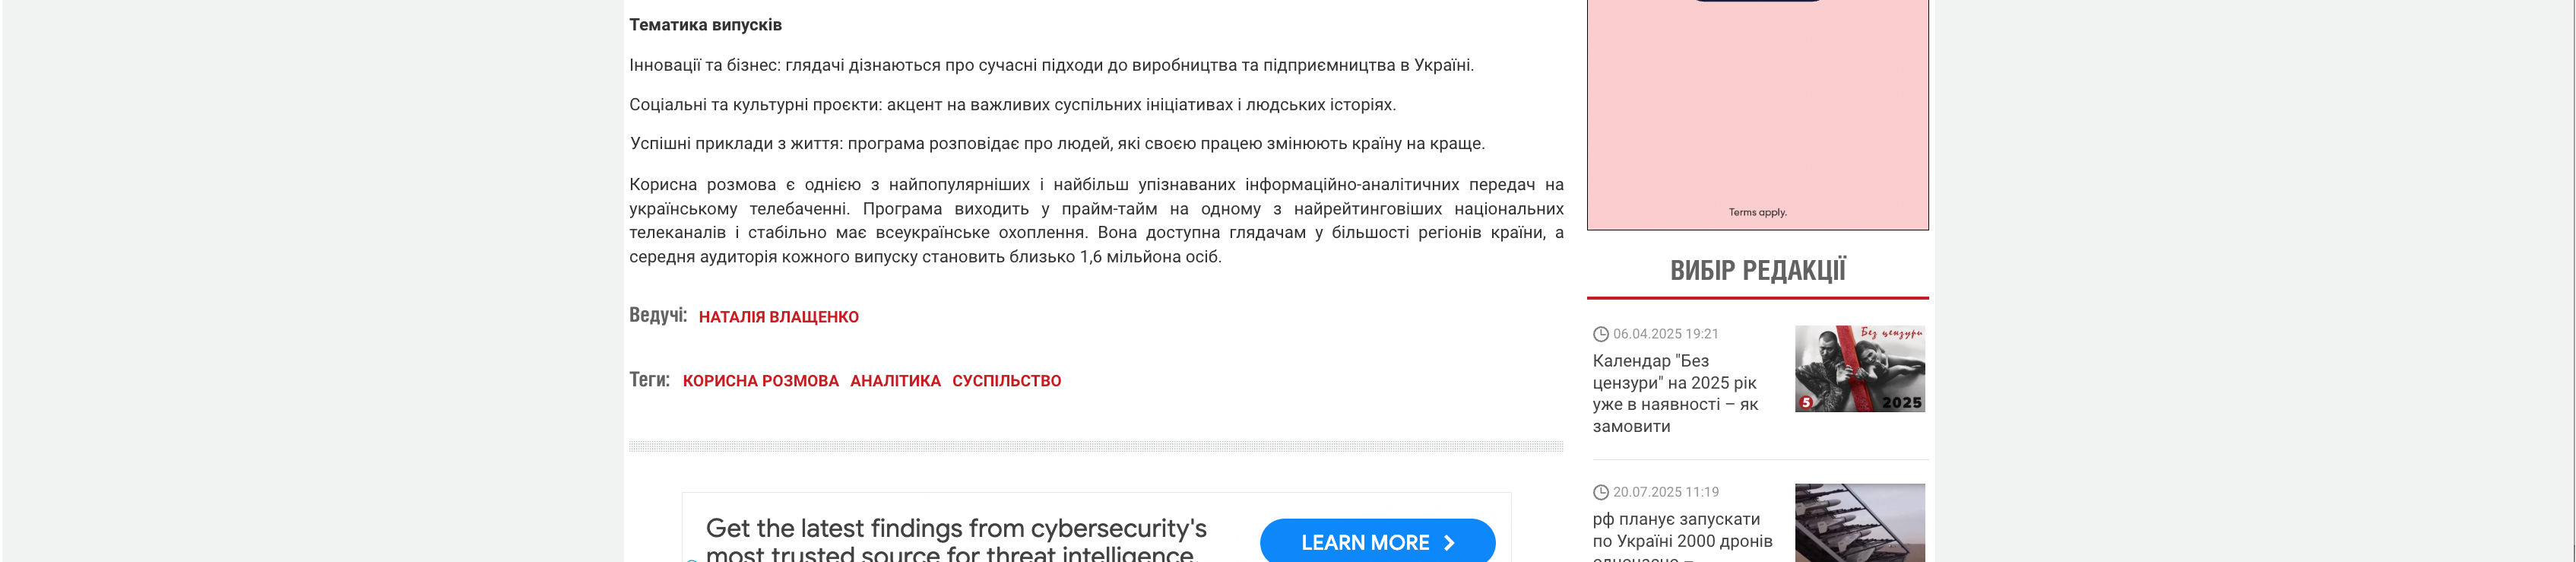 Тематика випусків
Інновації та бізнес: глядачі дізнаються про сучасні підходи до виробництва та підприємництва в Україні.
Соціальні та культурні проєкти: акцент на важливих суспільних ініціативах і людських історіях.
Успішні приклади з життя: програма розповідає про людей, які своєю працею змінюють країну на краще.
Корисна розмова є однією з найпопулярніших і найбільш упізнаваних інформаційно-аналітичних передач на
українському телебаченні. Програма виходить у прайм-тайм на одному з найрейтинговіших національних
телеканалів і стабільно має всеукраїнське охоплення. Вона доступна глядачам у більшості регіонів країни, а
середня аудиторія кожного випуску становить близько 1,6 мільйона осіб.
Ведучі: НАТАЛІЯ ВЛАЩЕНКО
Теги: КОРИСНА РОЗМОВА АНАЛІТИКА СУСПІЛЬСТВО
Get the latest findings from cybersecurity's
most trusted source for threat intelligence.
LEARN MORE
Terms apply.
ВИБІР РЕДАКЦІЇ
06.04.2025 19:21
Календар "Без
цензури" на 2025 рік
уже в наявності – як
замовити
Без цензури
5 2025
20.07.2025 11:19
рф планує запускати
по Україні 2000 дронів
одночасно –